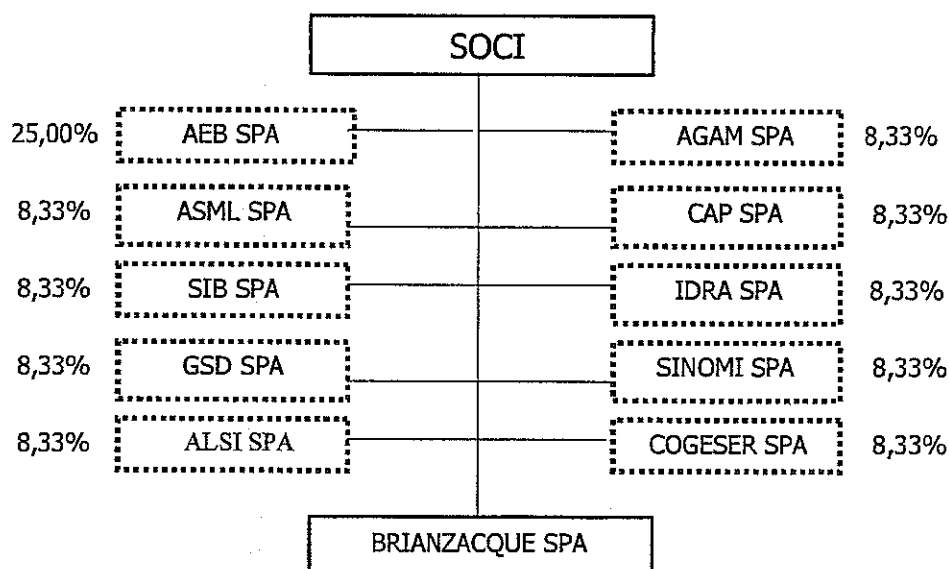 SOCI
25,00% AEB SPA AGAM SPA 8,33%
8,33% ASML SPA CAP SPA 8,33%
8,33% SIB SPA IDRA SPA 8,33%
8,33% GSD SPA SINOMI SPA 8,33%
8,33% ALSI SPA COGESER SPA 8,33%
BRIANZACQUE SPA